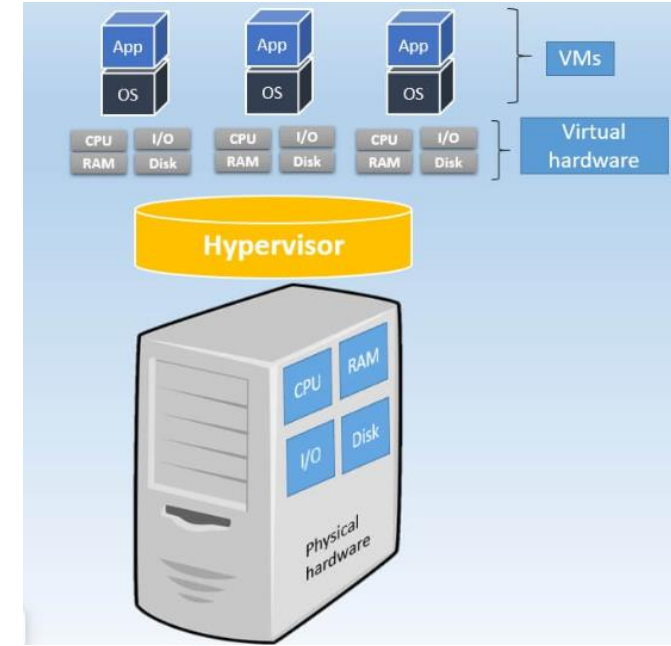 App App App VMs
OS OS OS
CPU I/O CPU I/O CPU I/O Virtual
RAM Disk RAM Disk RAM Disk hardware
Hypervisor
CPU RAM
I/O Disk
Physical
hardware